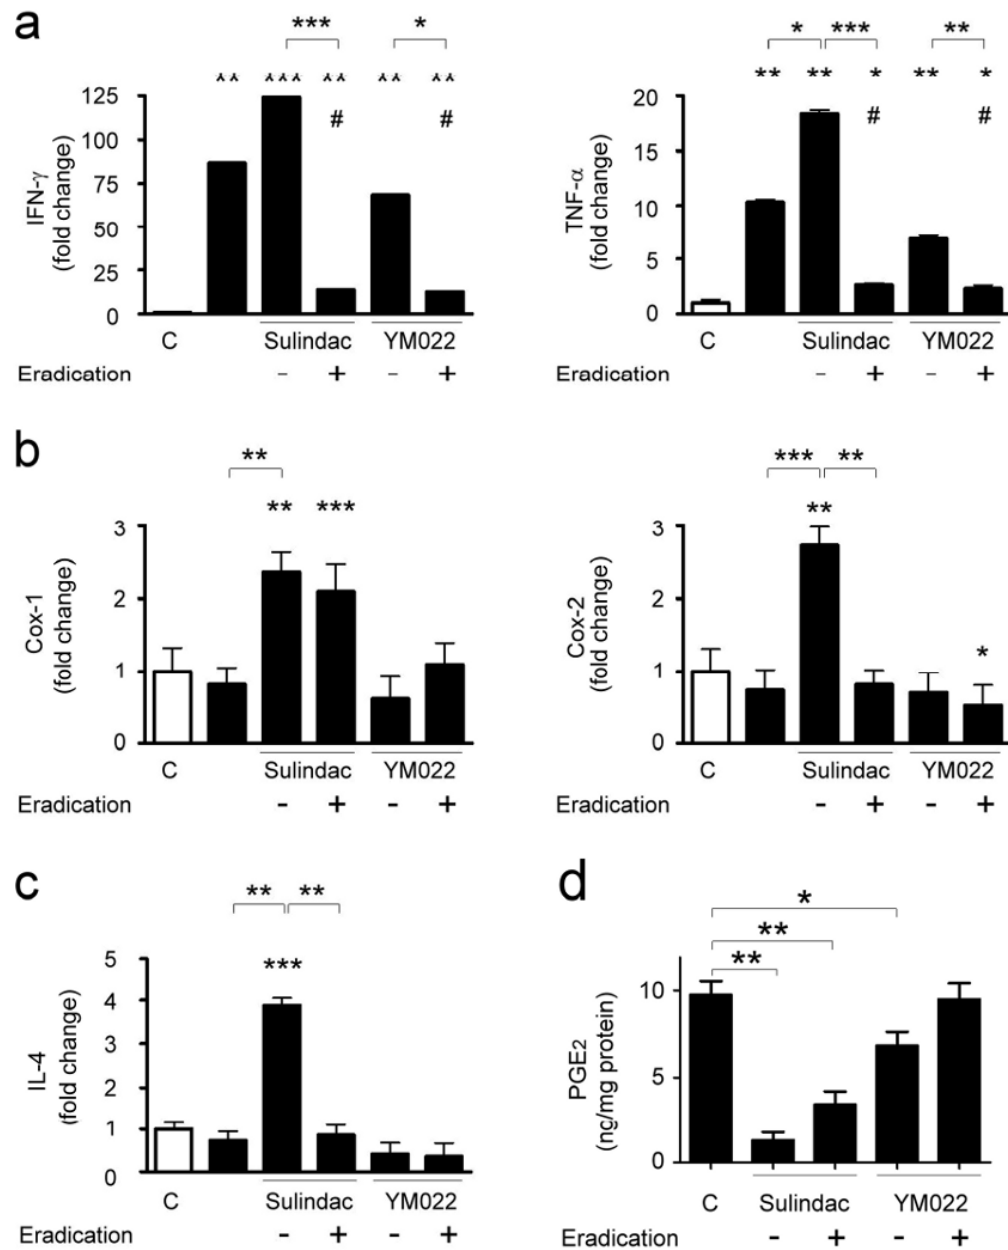 a
*** *
** *** ** ** **
# #
125
100
75
50
25
0
IFN-γ
(fold change)
C Sulindac YM022
Eradication - + - +
* *** **
** ** * ** *
# #
20
15
10
5
0
TNF-α
(fold change)
C Sulindac YM022
Eradication - + - +
b
**
** ***
3
2
1
0
Cox-1
(fold change)
C Sulindac YM022
Eradication - + - +
*** **
**
*
3
2
1
0
Cox-2
(fold change)
C Sulindac YM022
Eradication - + - +
c
** **
***
5
4
3
2
1
0
IL-4
(fold change)
C Sulindac YM022
Eradication - + - +
d
*
**
**
10
5
0
PGE2
(ng/mg protein)
C Sulindac YM022
Eradication - + - +